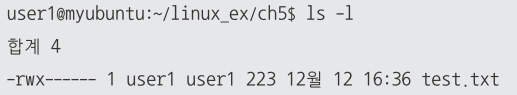 user1@myubuntu:~/linux_ex/ch5$ ls -l
합계 4
-rwx------ 1 user1 user1 223 12월 12 16:36 test.txt